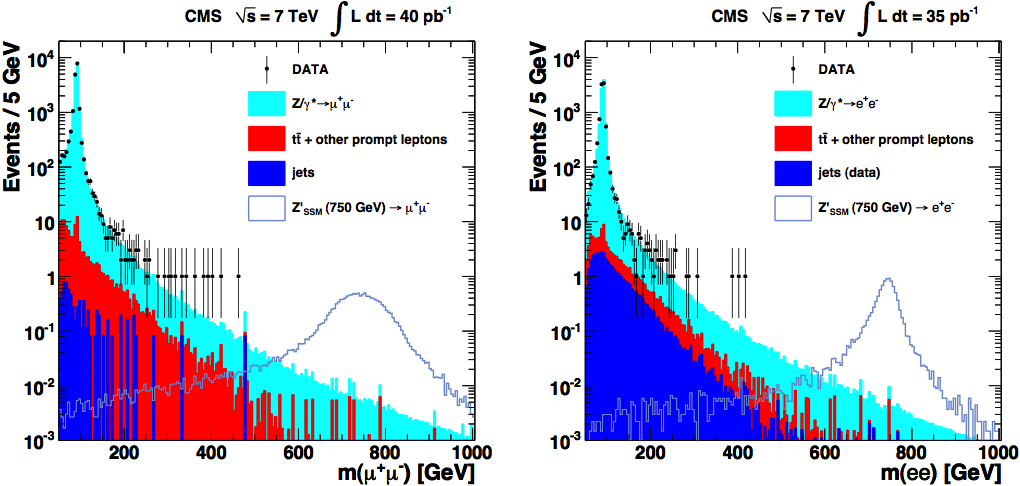 CMS √s = 7 TeV ∫ L dt = 40 pb⁻¹
Events / 5 GeV
10⁴
10³
10²
10
1
10⁻¹
10⁻²
10⁻³
DATA
Z/γ*→μ⁺μ⁻
tt̄ + other prompt leptons
jets
Z'SSM (750 GeV) → μ⁺μ⁻
200 400 600 800 1000
m(μ⁺μ⁻) [GeV]
CMS √s = 7 TeV ∫ L dt = 35 pb⁻¹
Events / 5 GeV
10⁴
10³
10²
10
1
10⁻¹
10⁻²
10⁻³
DATA
Z/γ*→e⁺e⁻
tt̄ + other prompt leptons
jets (data)
Z'SSM (750 GeV) → e⁺e⁻
200 400 600 800 1000
m(ee) [GeV]